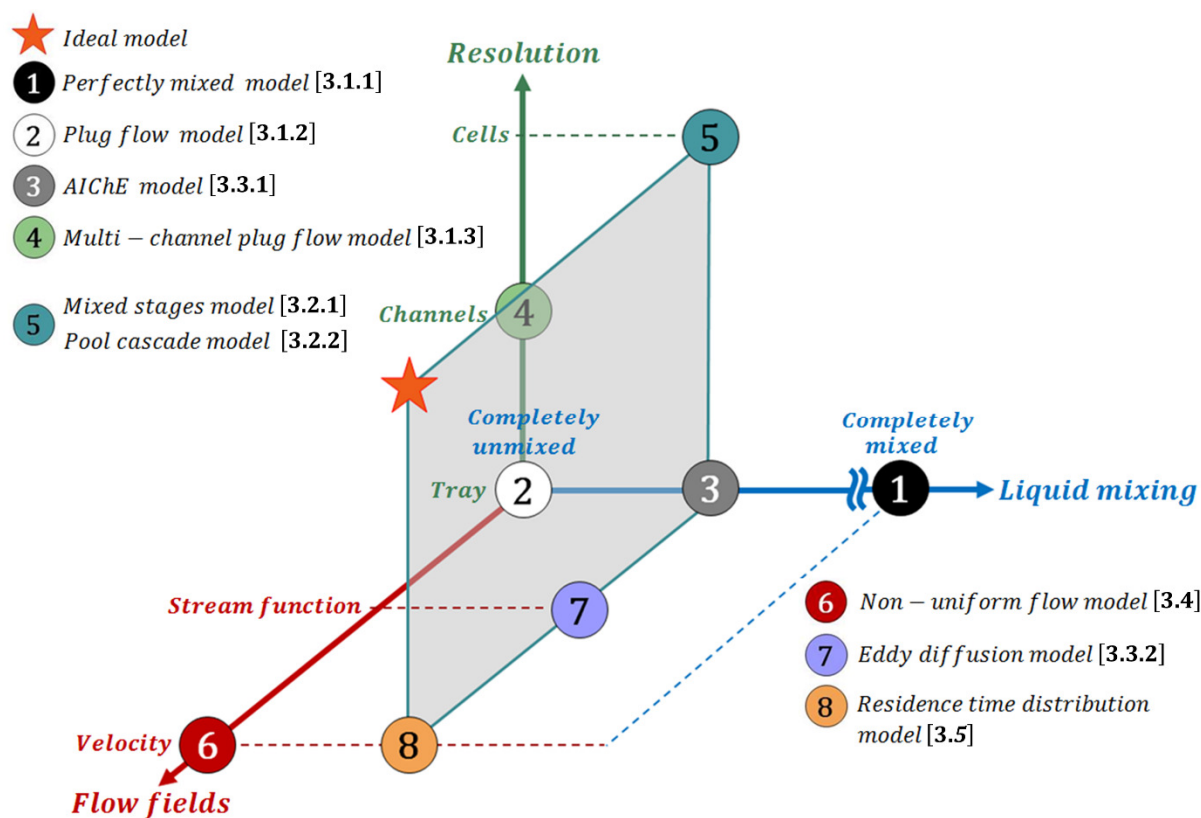 Ideal model
1 Perfectly mixed model [3.1.1]
2 Plug flow model [3.1.2]
3 AIChE model [3.3.1]
4 Multi − channel plug flow model [3.1.3]
5 Mixed stages model [3.2.1]
Pool cascade model [3.2.2]
Resolution
Cells
5
Channels
4
Completely
unmixed
Completely
mixed
Tray
2
3
1
Liquid mixing
Stream function
7
Velocity
6
8
Flow fields
6 Non − uniform flow model [3.4]
7 Eddy diffusion model [3.3.2]
8 Residence time distribution
model [3.5]